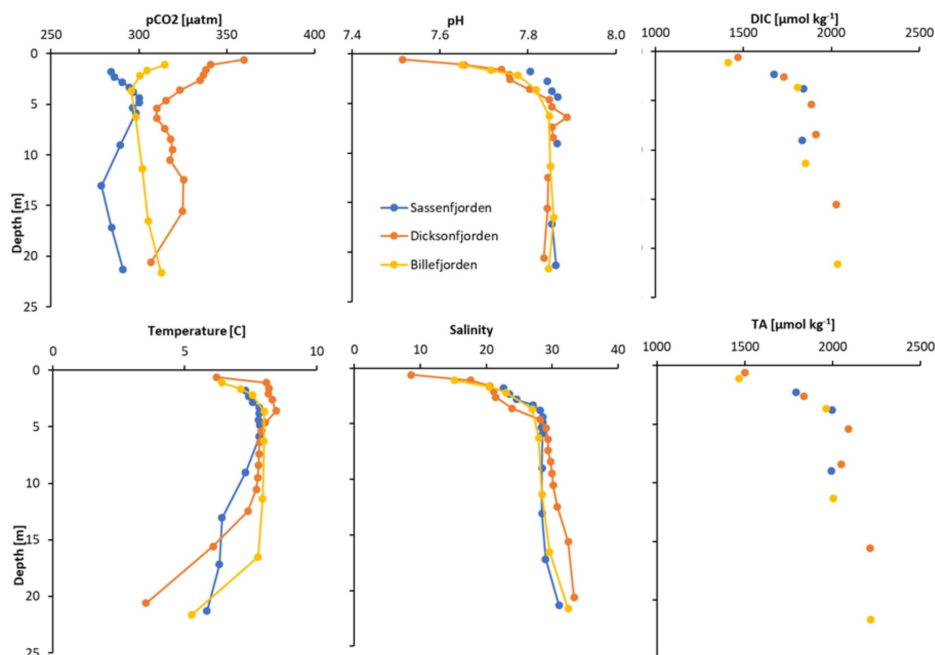 pCO2 [µatm]
250 300 350 400
pH
7.4 7.6 7.8 8.0
DIC [µmol kg-1]
1000 1500 2000 2500
0
5
10
15
20
25
Depth [m]
Sassenfjorden
Dicksonfjorden
Billefjorden
Temperature [C]
0 5 10
Salinity
0 10 20 30 40
TA [µmol kg-1]
1000 1500 2000 2500
0
5
10
15
20
25
Depth [m]